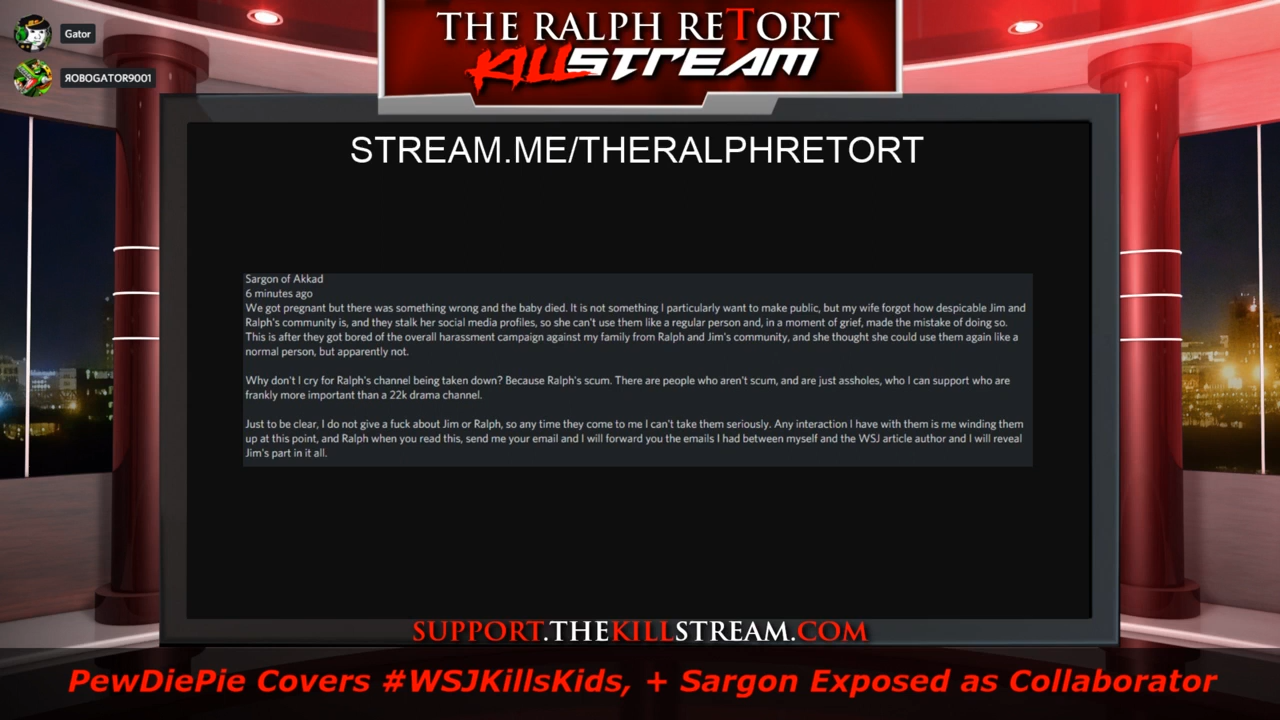 Gator
ЯOBOGATOR9001
THE RALPH RETORT
KILLSTREAM
STREAM.ME/THERALPHRETORT
Sargon of Akkad
6 minutes ago
We got pregnant but there was something wrong and the baby died. It is not something I particularly want to make public, but my wife forgot how despicable Jim and
Ralph's community is, and they stalk her social media profiles, so she can't use them like a regular person and, in a moment of grief, made the mistake of doing so.
This is after they got bored of the overall harassment campaign against my family from Ralph and Jim's community, and she thought she could use them again like a
normal person, but apparently not.
Why don't I cry for Ralph's channel being taken down? Because Ralph's scum. There are people who aren't scum, and are just assholes, who I can support who are
frankly more important than a 22k drama channel.
Just to be clear, I do not give a fuck about Jim or Ralph, so any time they come to me I can't take them seriously. Any interaction I have with them is me winding them
up at this point, and Ralph when you read this, send me your email and I will forward you the emails I had between myself and the WSJ article author and I will reveal
Jim's part in it all.
SUPPORT.THEKILLSTREAM.COM
PewDiePie Covers #WSJKillsKids, + Sargon Exposed as Collaborator